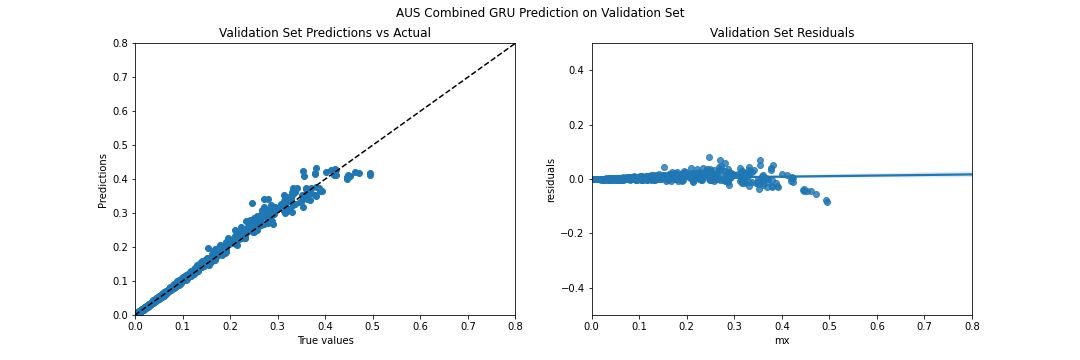 AUS Combined GRU Prediction on Validation Set
Validation Set Predictions vs Actual
0.8
0.7
0.6
0.5
0.4
0.3
0.2
0.1
0.0
Predictions
0.0 0.1 0.2 0.3 0.4 0.5 0.6 0.7 0.8
True values
Validation Set Residuals
0.4
0.2
0.0
−0.2
−0.4
residuals
0.0 0.1 0.2 0.3 0.4 0.5 0.6 0.7 0.8
mx